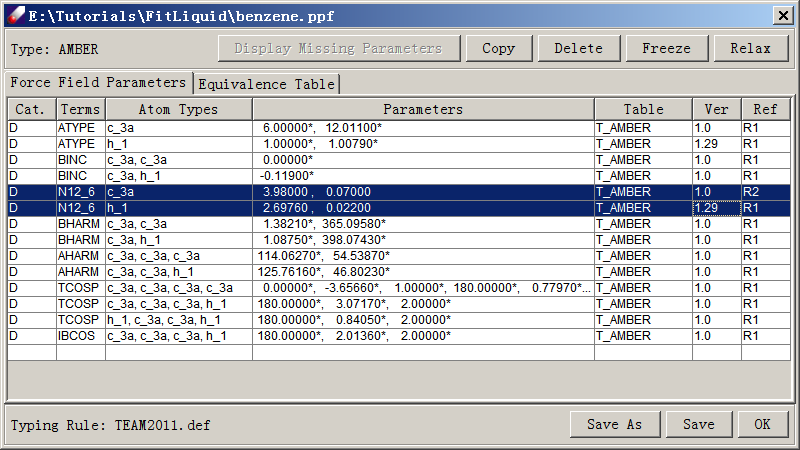 E:\Tutorials\FitLiquid\benzene.ppf
Type: AMBER Display Missing Parameters Copy Delete Freeze Relax
Force Field Parameters Equivalence Table
Cat. Terms Atom Types Parameters Table Ver Ref
D ATYPE c_3a 6.00000*, 12.01100* T_AMBER 1.0 R1
D ATYPE h_1 1.00000*, 1.00790* T_AMBER 1.29 R1
D BINC c_3a, c_3a 0.00000* T_AMBER 1.0 R1
D BINC c_3a, h_1 -0.11900* T_AMBER 1.0 R1
D N12_6 c_3a 3.98000 , 0.07000 T_AMBER 1.0 R2
D N12_6 h_1 2.69760 , 0.02200 T_AMBER 1.29 R1
D BHARM c_3a, c_3a 1.38210*, 365.09580* T_AMBER 1.0 R1
D BHARM c_3a, h_1 1.08750*, 398.07430* T_AMBER 1.0 R1
D AHARM c_3a, c_3a, c_3a 114.06270*, 54.53870* T_AMBER 1.0 R1
D AHARM c_3a, c_3a, h_1 125.76160*, 46.80230* T_AMBER 1.0 R1
D TCOSP c_3a, c_3a, c_3a, c_3a 0.00000*, -3.65660*, 1.00000*, 180.00000*, 0.77970*... T_AMBER 1.0 R1
D TCOSP c_3a, c_3a, c_3a, h_1 180.00000*, 3.07170*, 2.00000* T_AMBER 1.0 R1
D TCOSP h_1, c_3a, c_3a, h_1 180.00000*, 0.84050*, 2.00000* T_AMBER 1.0 R1
D IBCOS c_3a, c_3a, c_3a, h_1 180.00000*, 2.01360*, 2.00000* T_AMBER 1.0 R1
Typing Rule: TEAM2011.def Save As Save OK